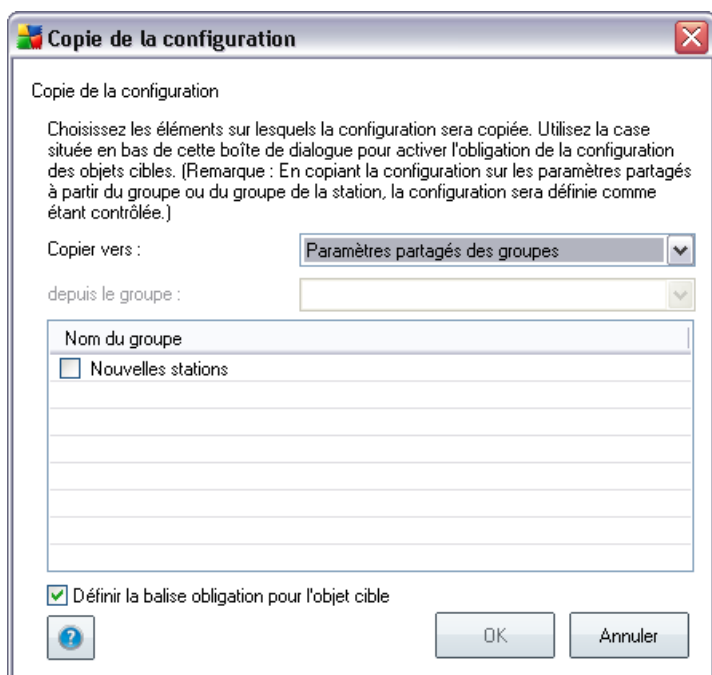 Copie de la configuration
Copie de la configuration
Choisissez les éléments sur lesquels la configuration sera copiée. Utilisez la case
située en bas de cette boîte de dialogue pour activer l'obligation de la configuration
des objets cibles. (Remarque : En copiant la configuration sur les paramètres partagés
à partir du groupe ou du groupe de la station, la configuration sera définie comme
étant contrôlée.)
Copier vers :
Paramètres partagés des groupes
depuis le groupe :
Nom du groupe
Nouvelles stations
Définir la balise obligation pour l'objet cible
?
OK
Annuler